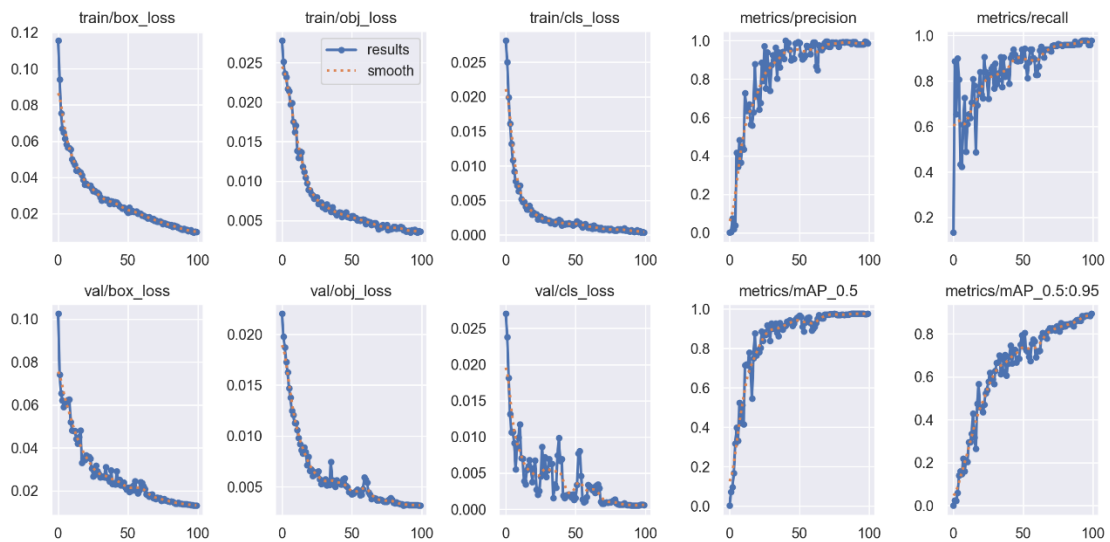 train/box_loss
0.12
0.10
0.08
0.06
0.04
0.02
0 50 100
train/obj_loss
results
smooth
0.025
0.020
0.015
0.010
0.005
0 50 100
train/cls_loss
0.030
0.025
0.020
0.015
0.010
0.005
0.000
0 50 100
metrics/precision
1.0
0.8
0.6
0.4
0.2
0.0
0 50 100
metrics/recall
1.0
0.8
0.6
0.4
0.2
0 50 100
val/box_loss
0.10
0.08
0.06
0.04
0.02
0 50 100
val/obj_loss
0.020
0.015
0.010
0.005
0 50 100
val/cls_loss
0.025
0.020
0.015
0.010
0.005
0.000
0 50 100
metrics/mAP_0.5
1.0
0.8
0.6
0.4
0.2
0.0
0 50 100
metrics/mAP_0.5:0.95
0.8
0.6
0.4
0.2
0.0
0 50 100